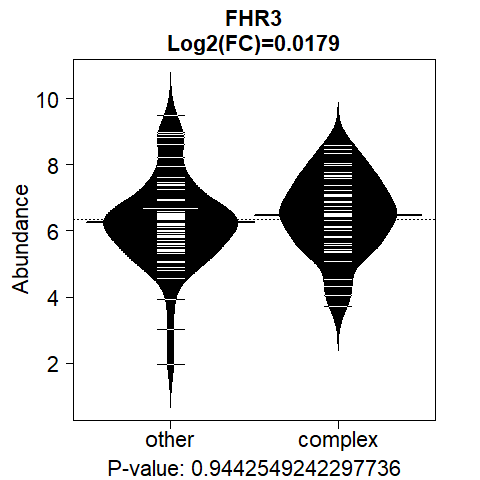 FHR3
Log2(FC)=0.0179
Abundance
10
8
6
4
2
other complex
P-value: 0.9442549242297736